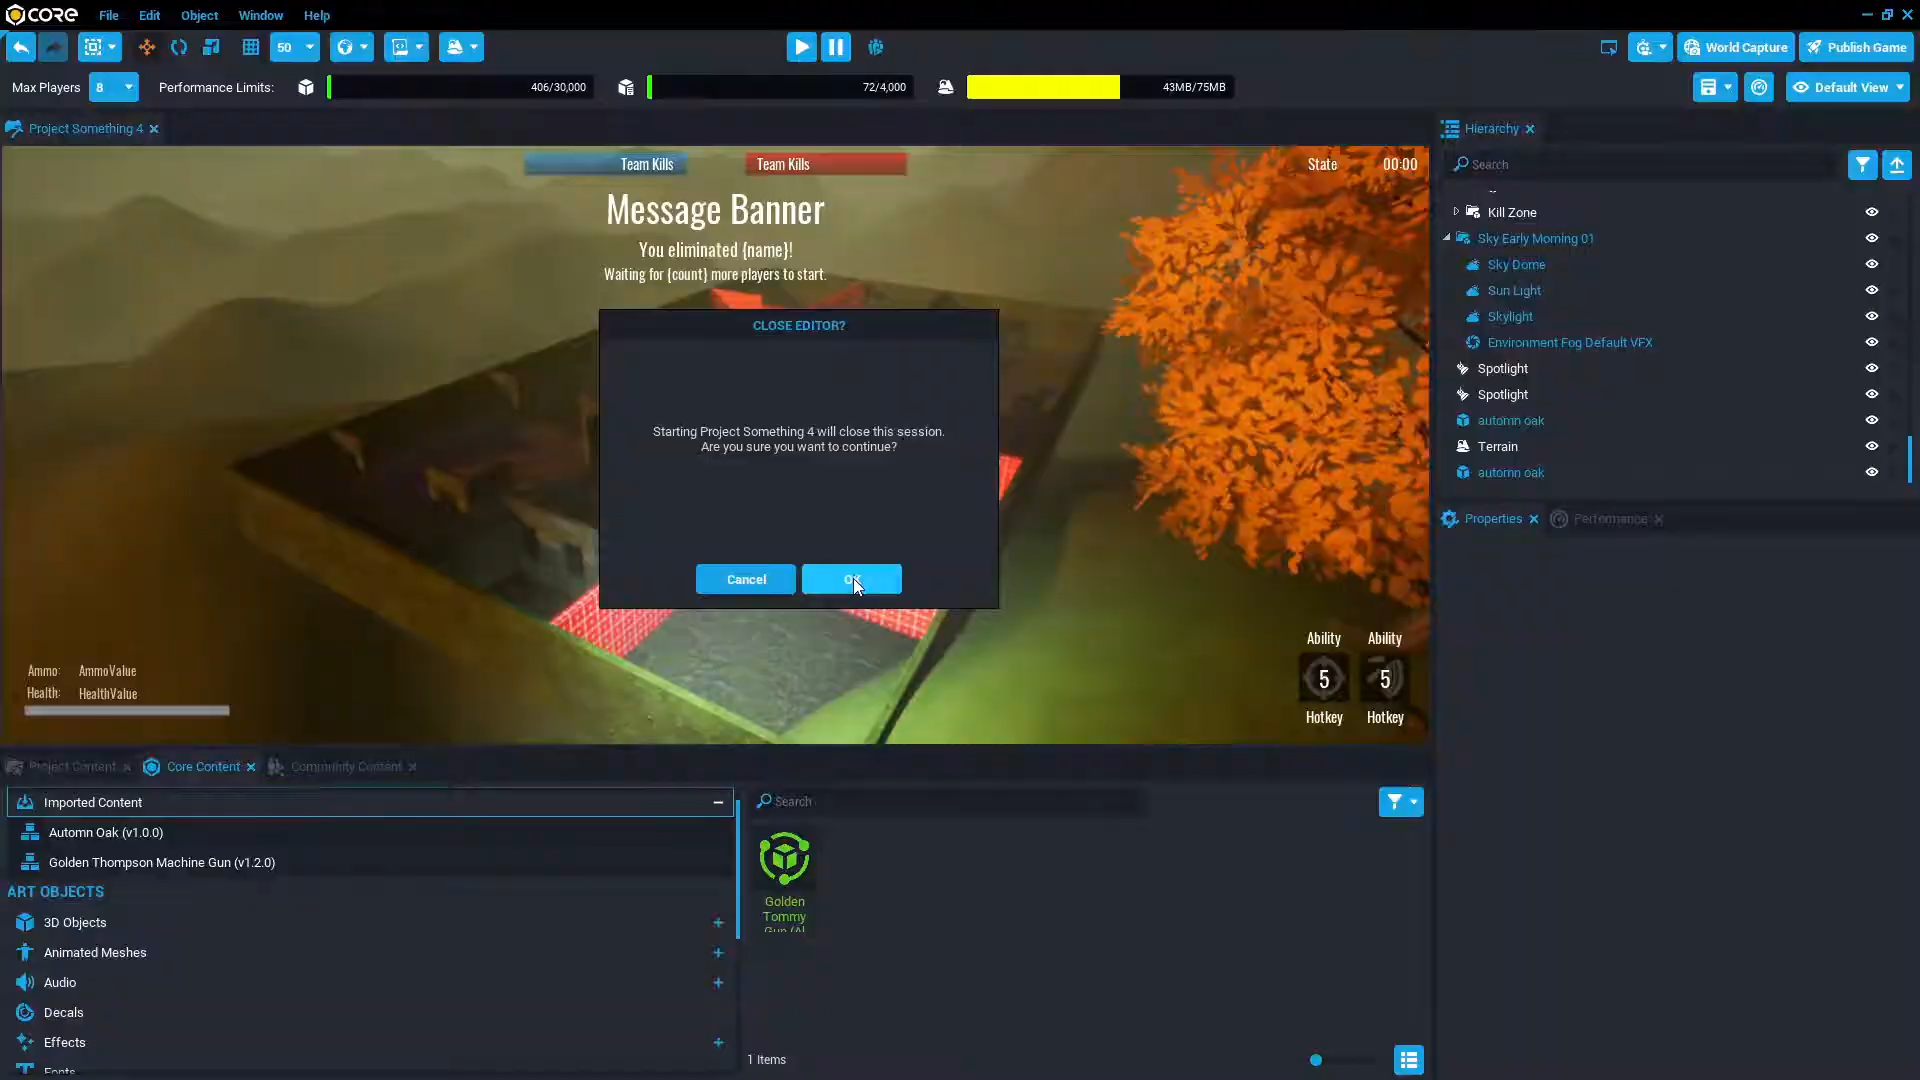 CORE
File
Edit
Object
Window
Help
50
World Capture
Publish Game
Max Players
8
Performance Limits:
406/30,000
72/4,000
43MB/75MB
Default View
Project Something 4
Hierarchy
Team Kills
Team Kills
State
00:00
Search
Message Banner
You eliminated {name}!
Waiting for {count} more players to start.
Kill Zone
Sky Early Morning 01
Sky Dome
Sun Light
Skylight
Environment Fog Default VFX
Spotlight
Spotlight
automn oak
Terrain
automn oak
CLOSE EDITOR?
Starting Project Something 4 will close this session.
Are you sure you want to continue?
Cancel
Properties
Performance
Ammo:
AmmoValue
Health:
HealthValue
Ability
Ability
5
5
Hotkey
Hotkey
Project Content
Core Content
Community Content
Imported Content
Search
Automn Oak (v1.0.0)
Golden Thompson Machine Gun (v1.2.0)
ART OBJECTS
3D Objects
Animated Meshes
Audio
Decals
Effects
Fonts
Golden
Tommy
Gun (Al
1 Items